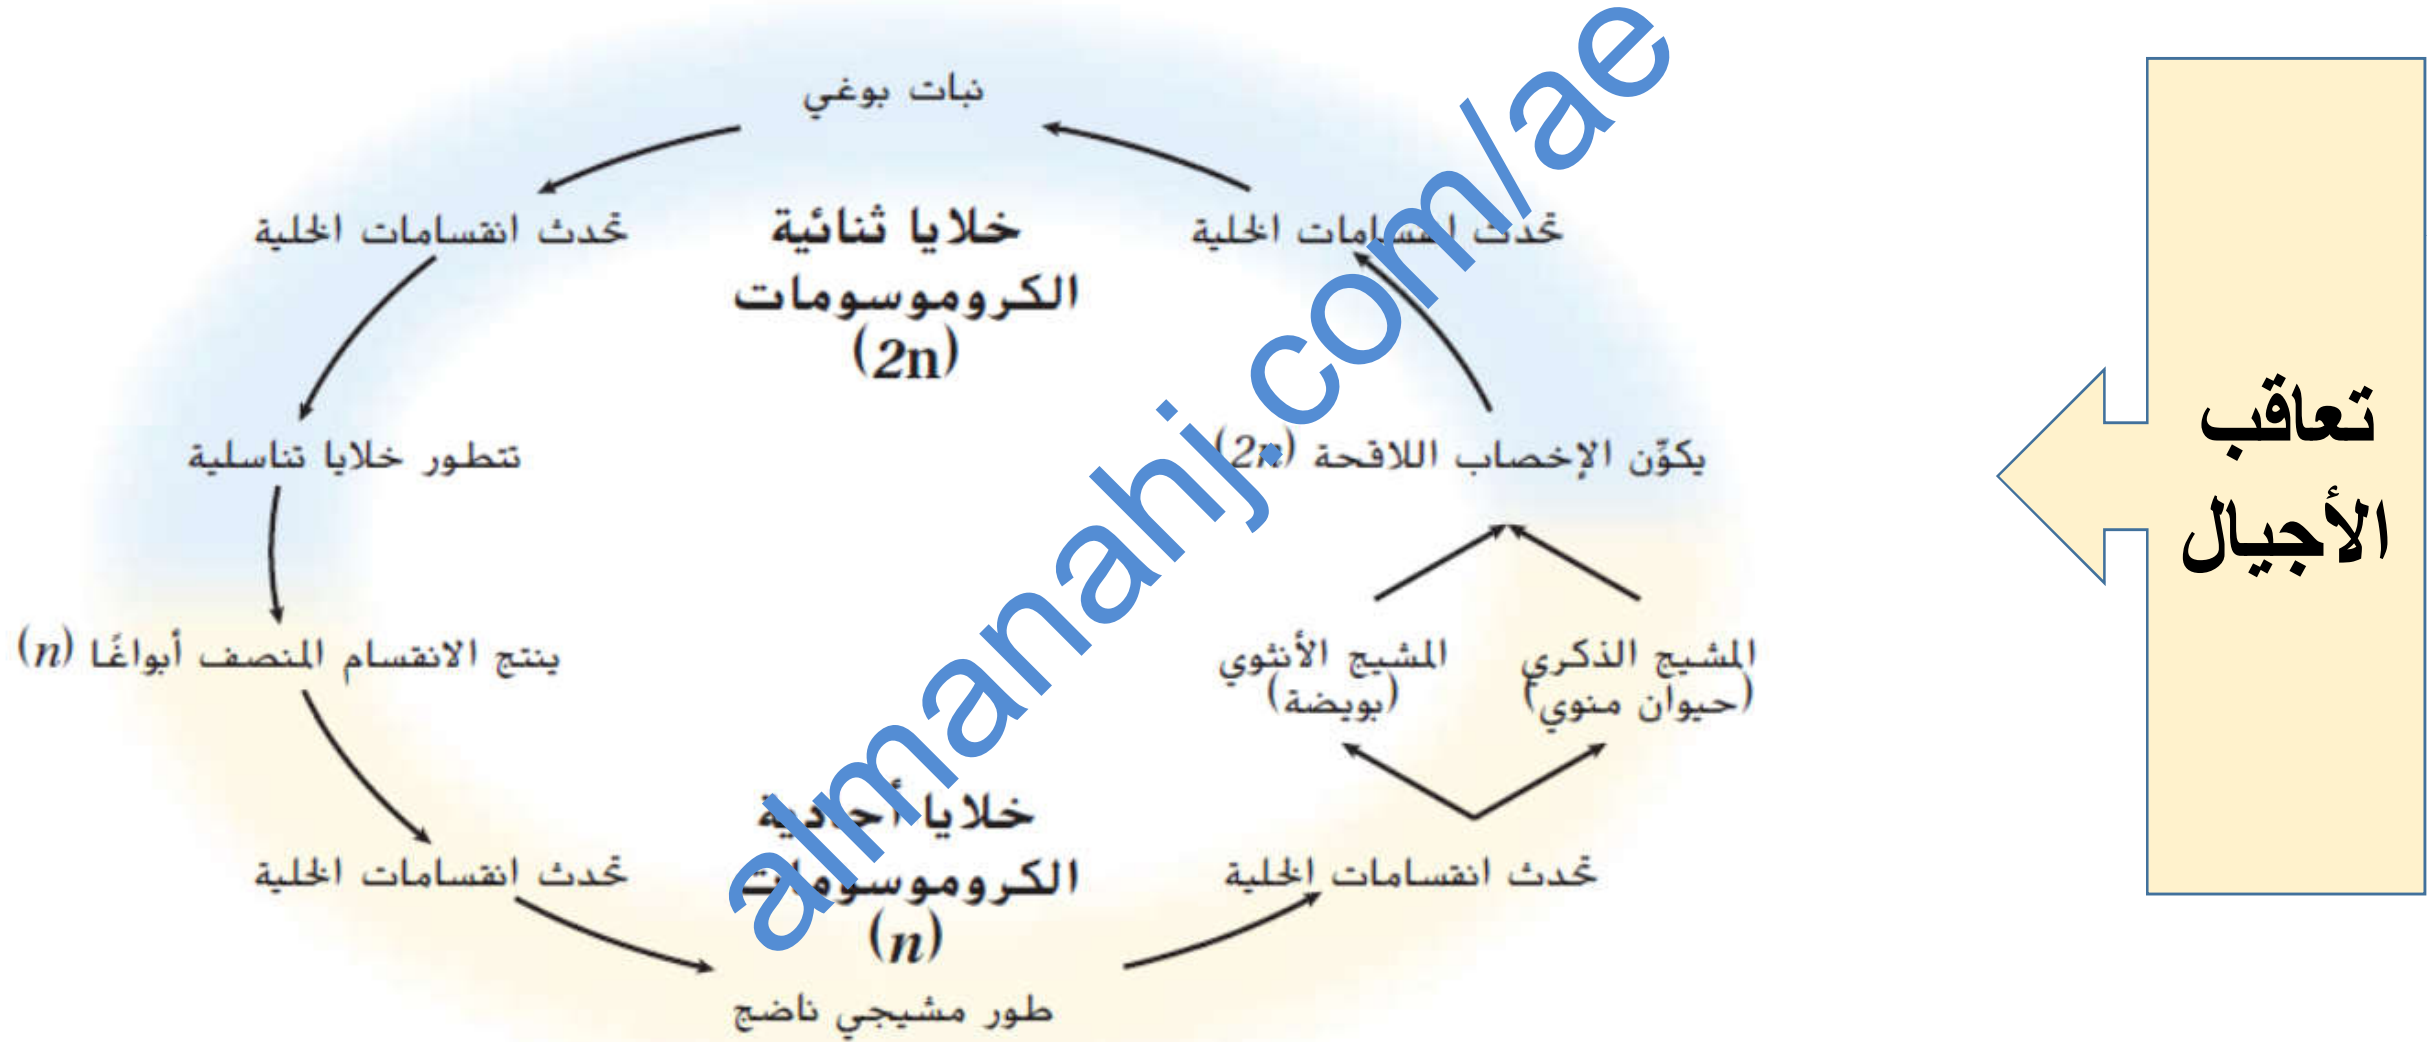 نبات بوغي
تحدث انقسامات الخلية
خلايا ثنائية
الكروموسومات
(2n)
تحدث انقسامات الخلية
تتطور خلايا تناسلية
يكوّن الإخصاب اللاقحة (2n)
ينتج الانقسام المنصف أبواغًا (n)
المشيج الذكري
(حيوان منوي)
المشيج الأنثوي
(بويضة)
خلايا أحادية
الكروموسومات
(n)
تحدث انقسامات الخلية
تحدث انقسامات الخلية
طور مشيجي ناضج
تعاقب
الأجيال
almanahj.com/ae